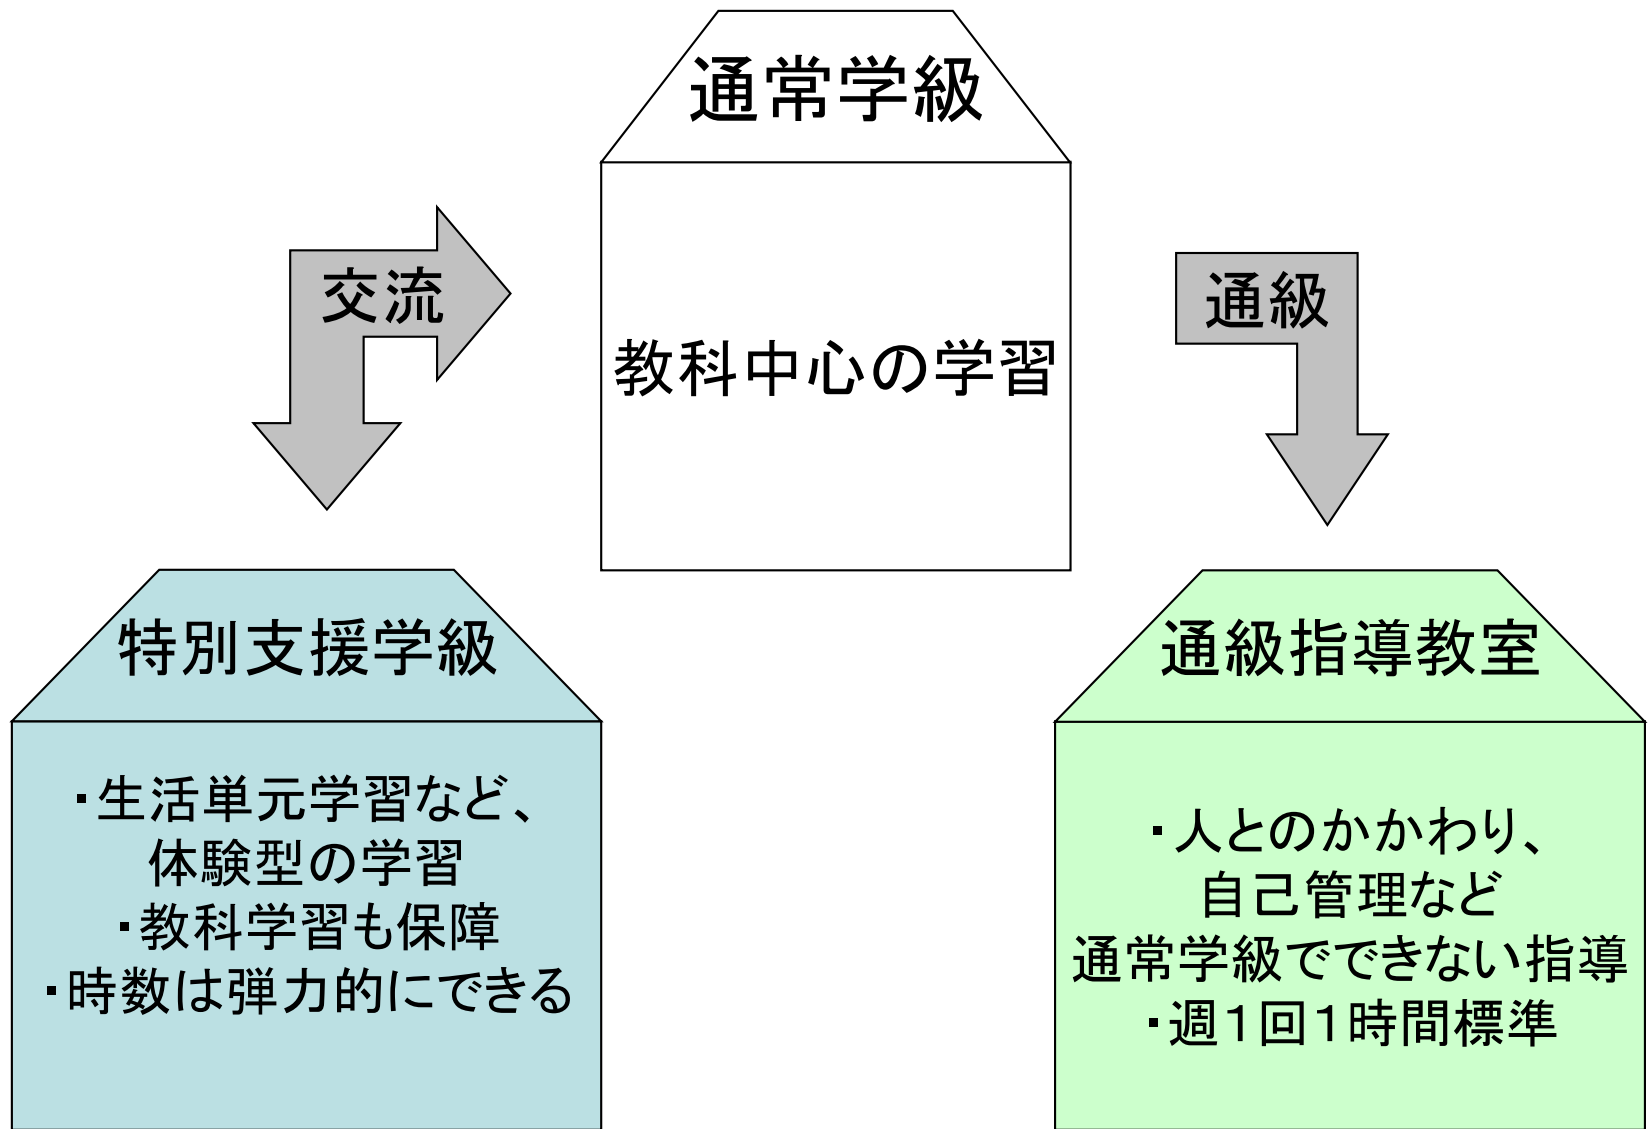 通常学級
教科中心の学習
交流
通級
特別支援学級
・生活単元学習など、
体験型の学習
・教科学習も保障
・時数は弾力的にできる
通級指導教室
・人とのかかわり、
自己管理など
通常学級でできない指導
・週１回１時間標準